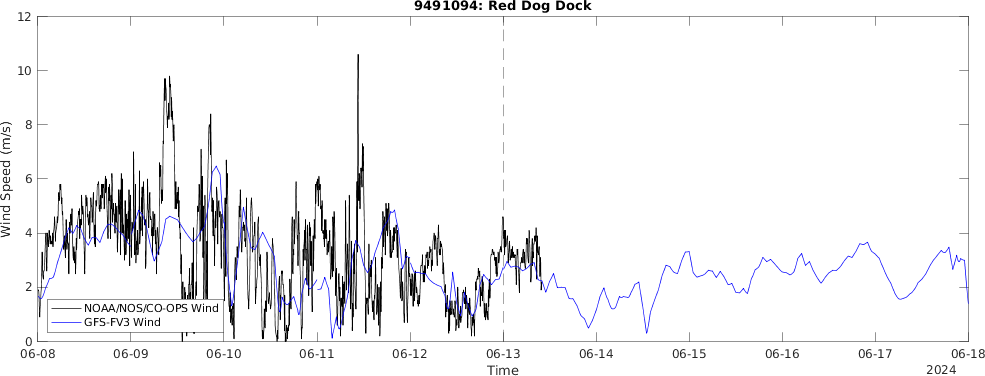 9491094: Red Dog Dock
Wind Speed (m/s)
12
10
8
6
4
2
0
NOAA/NOS/CO-OPS Wind
GFS-FV3 Wind
06-08 06-09 06-10 06-11 06-12 06-13 06-14 06-15 06-16 06-17 06-18
Time
2024